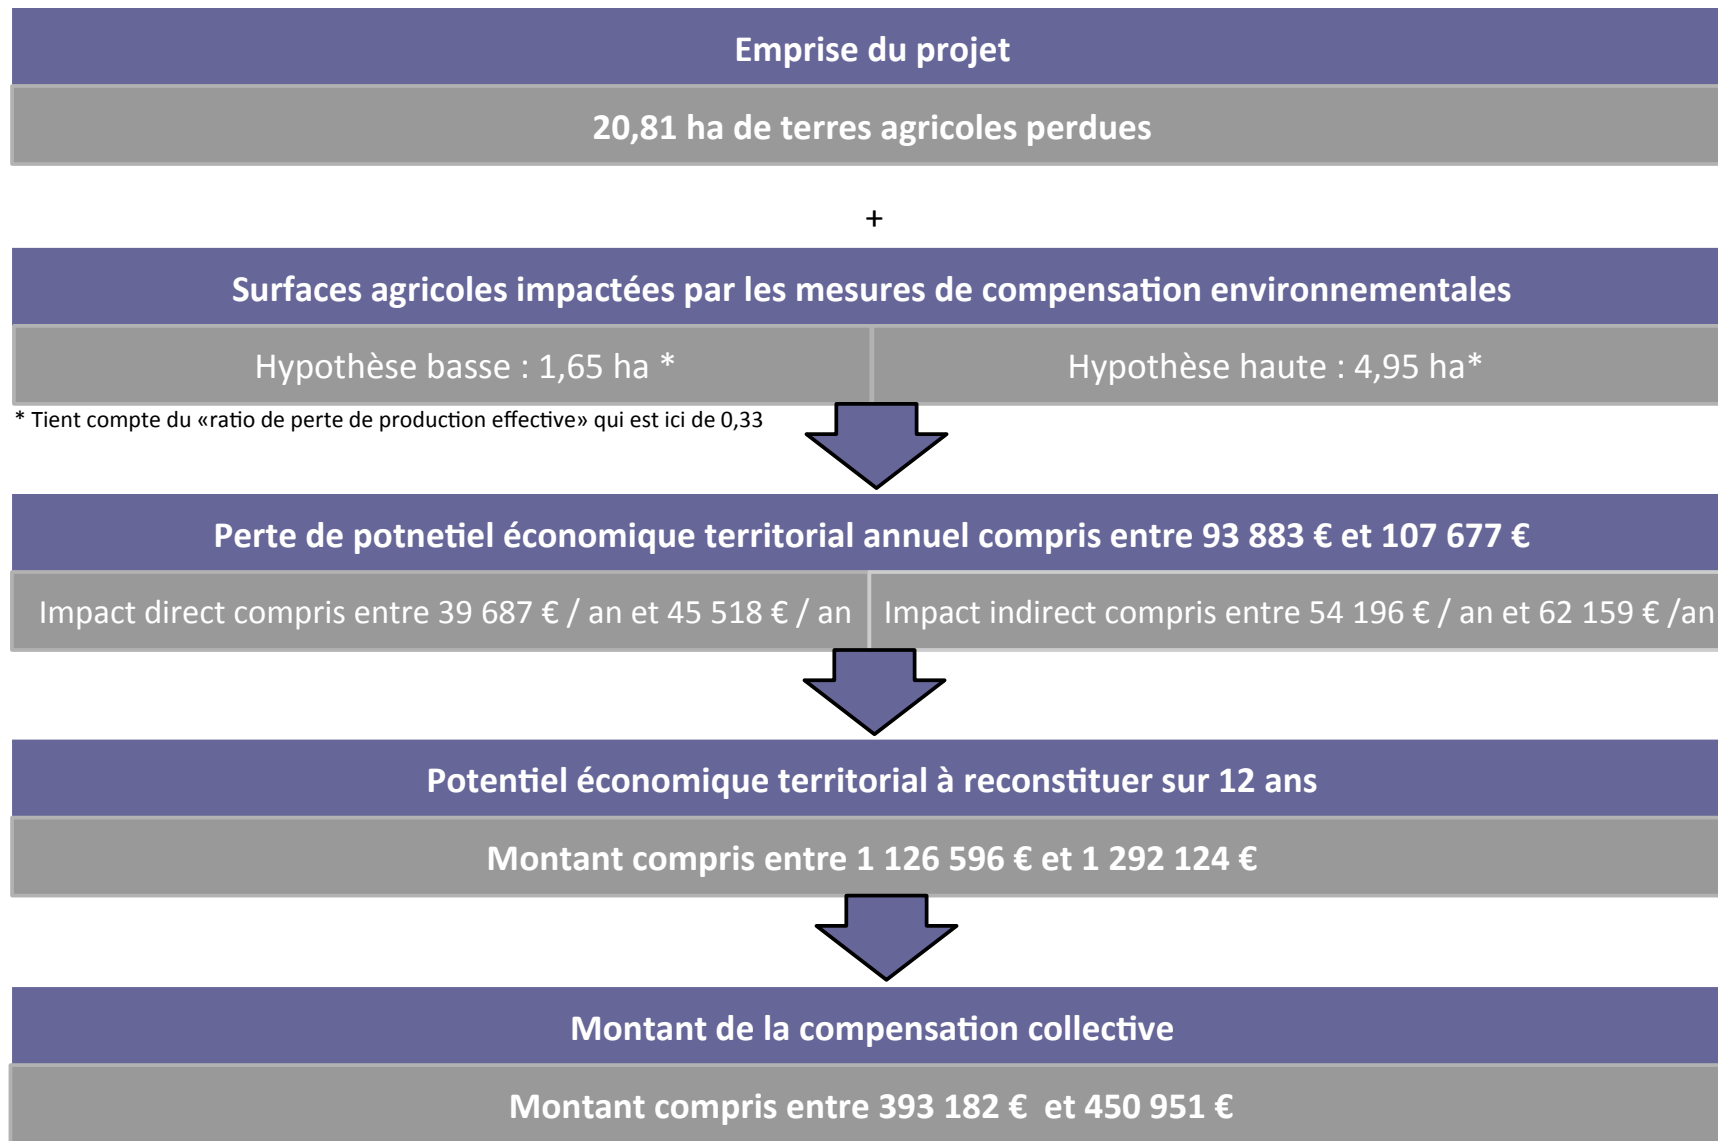 Emprise du projet
20,81 ha de terres agricoles perdues
+
Surfaces agricoles impactées par les mesures de compensation environnementales
Hypothèse basse : 1,65 ha *
Hypothèse haute : 4,95 ha*
* Tient compte du «ratio de perte de production effective» qui est ici de 0,33
Perte de potnetiel économique territorial annuel compris entre 93 883 € et 107 677 €
Impact direct compris entre 39 687 € / an et 45 518 € / an
Impact indirect compris entre 54 196 € / an et 62 159 € /an
Potentiel économique territorial à reconstituer sur 12 ans
Montant compris entre 1 126 596 € et 1 292 124 €
Montant de la compensation collective
Montant compris entre 393 182 €  et 450 951 €